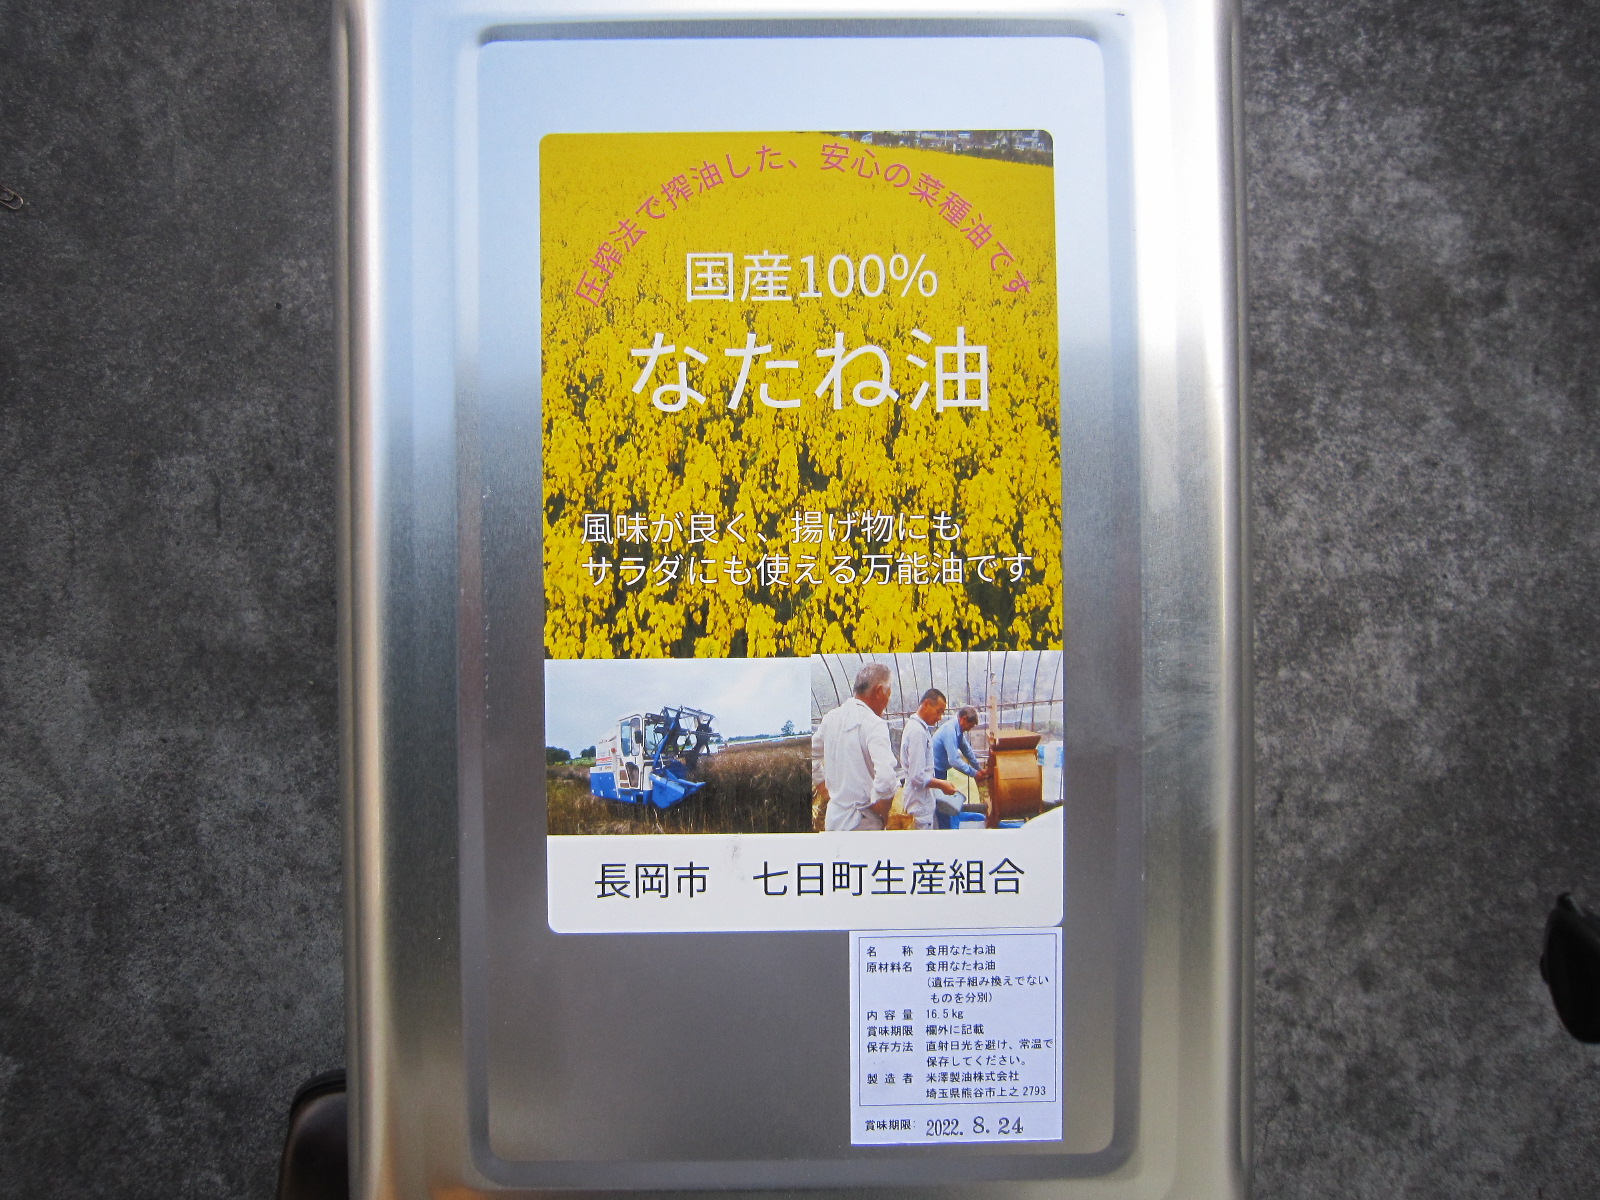 圧搾法で搾油した、安心の菜種油です
国産100%
なたね油
風味が良く、揚げ物にも
サラダにも使える万能油です
長岡市　七日町生産組合
名　称　食用なたね油
原材料名　食用なたね油
（遺伝子組み換えでない
ものを分別）
内容量　16.5kg
賞味期限　欄外に記載
保存方法　直射日光を避け、常温で
保存してください。
製造者　米澤製油株式会社
埼玉県熊谷市上之2793
賞味期限：2022.8.24